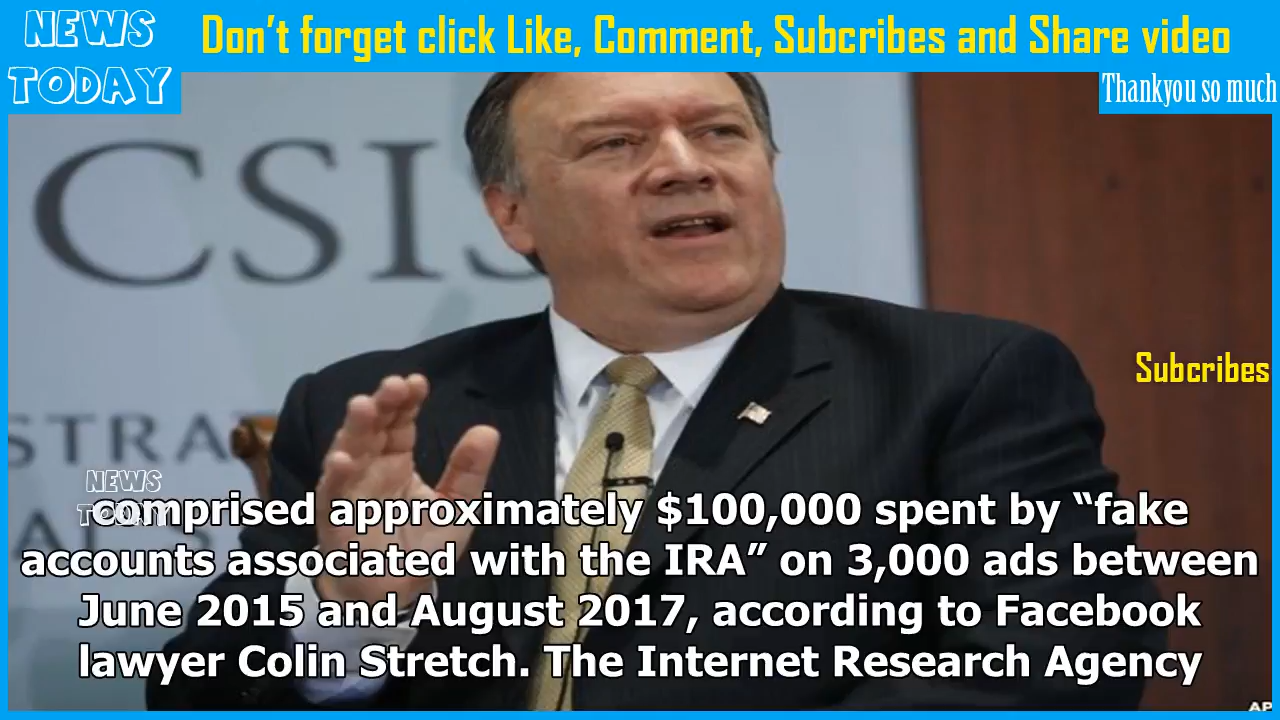 NEWS
TODAY
Don't forget click Like, Comment, Subcribes and Share video
Thankyou so much
CSIS
Subcribes
STRA
NEWS
TODAY
comprised approximately $100,000 spent by “fake
accounts associated with the IRA” on 3,000 ads between
June 2015 and August 2017, according to Facebook
lawyer Colin Stretch. The Internet Research Agency
AP